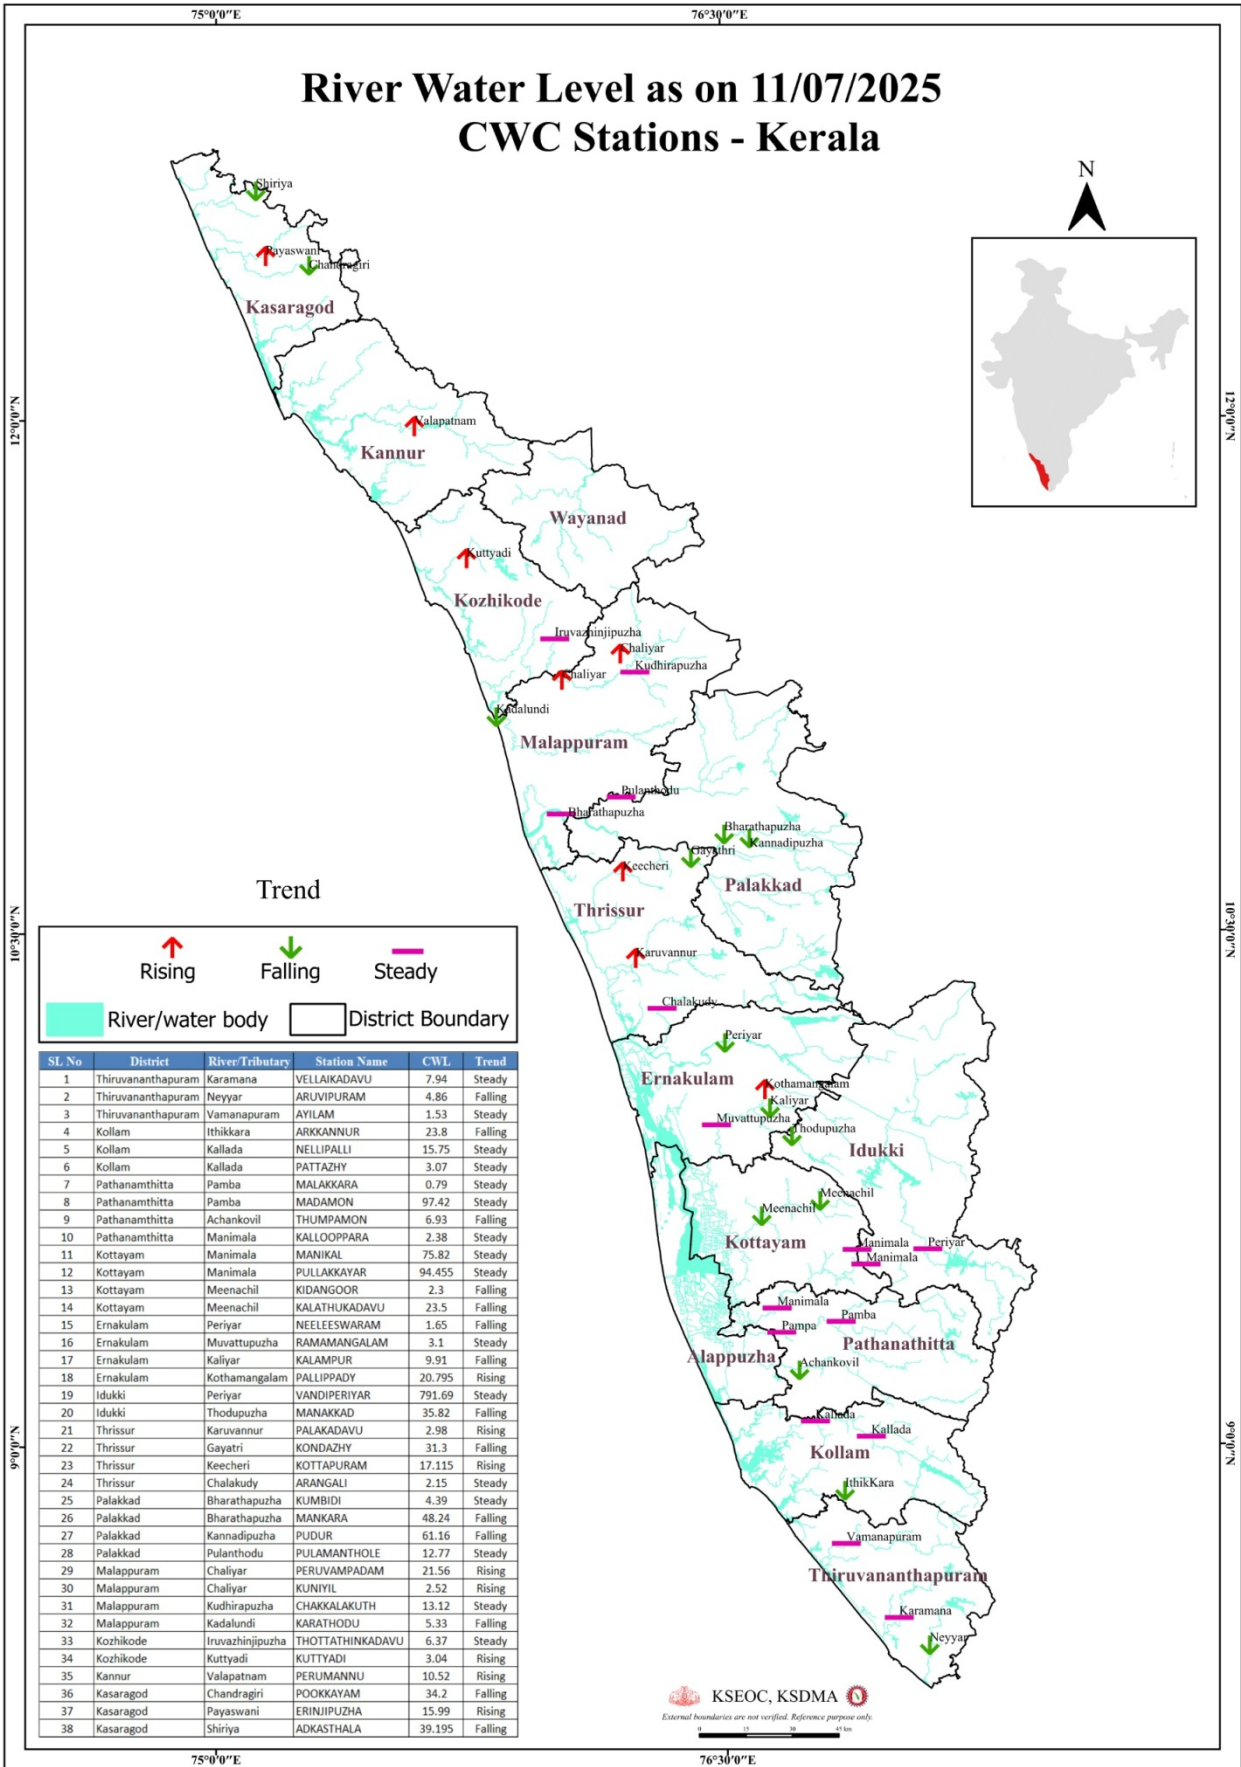 75°0'0"E 76°30'0"E
River Water Level as on 11/07/2025
CWC Stations - Kerala
N
Shiriya
Payaswani
Chandragiri
Kasaragod
12°0'0"N 12°0'0"N
Valapatnam
Kannur
Wayanad
Kuttyadi
Kozhikode
Iruvazhinjipuzha
Chaliyar
Kudhirapuzha
Chaliyar
Kadalundi
Malappuram
Pulanthodu
Bharathapuzha
Bharathapuzha
Kannadipuzha
Gayathri
Keecheri
Palakkad
Thrissur
Karuvannur
Chalakudy
10°30'0"N 10°30'0"N
Trend
Rising Falling Steady
River/water body District Boundary
Periyar
Ernakulam
Kothamangalam
Kaliyar
Muvattupuzha
Thodupuzha
Idukki
Meenachil
Meenachil
Kottayam
Manimala
Periyar
Manimala
Manimala
Pamba
Pampa
Pathanathitta
Alappuzha
Achankovil
Kallada
Kallada
Kollam
IthikKara
9°0'0"N 9°0'0"N
Vamanapuram
Thiruvananthapuram
Karamana
Neyyar
SL No District River/Tributary Station Name CWL Trend
1 Thiruvananthapuram Karamana VELLAIKADAVU 7.94 Steady
2 Thiruvananthapuram Neyyar ARUVIPURAM 4.86 Falling
3 Thiruvananthapuram Vamanapuram AYILAM 1.53 Steady
4 Kollam Ithikkara ARKKANNUR 23.8 Falling
5 Kollam Kallada NELLIPALLI 15.75 Steady
6 Kollam Kallada PATTAZHY 3.07 Steady
7 Pathanamthitta Pamba MALAKKARA 0.79 Steady
8 Pathanamthitta Pamba MADAMON 97.42 Steady
9 Pathanamthitta Achankovil THUMPAMON 6.93 Falling
10 Pathanamthitta Manimala KALLOOPPARA 2.38 Steady
11 Kottayam Manimala MANIKAL 75.82 Steady
12 Kottayam Manimala PULLAKKAYAR 94.455 Steady
13 Kottayam Meenachil KIDANGOOR 2.3 Falling
14 Kottayam Meenachil KALATHUKADAVU 23.5 Falling
15 Ernakulam Periyar NEELEESWARAM 1.65 Falling
16 Ernakulam Muvattupuzha RAMAMANGALAM 3.1 Steady
17 Ernakulam Kaliyar KALAMPUR 9.91 Falling
18 Ernakulam Kothamangalam PALLIPPADY 20.795 Rising
19 Idukki Periyar VANDIPERIYAR 791.69 Steady
20 Idukki Thodupuzha MANAKKAD 35.82 Falling
21 Thrissur Karuvannur PALAKADAVU 2.98 Rising
22 Thrissur Gayatri KONDAZHY 31.3 Falling
23 Thrissur Keecheri KOTTAPURAM 17.115 Rising
24 Thrissur Chalakudy ARANGALI 2.15 Steady
25 Palakkad Bharathapuzha KUMBIDI 4.39 Steady
26 Palakkad Bharathapuzha MANKARA 48.24 Falling
27 Palakkad Kannadipuzha PUDUR 61.16 Falling
28 Palakkad Pulanthodu PULAMANTHOLE 12.77 Steady
29 Malappuram Chaliyar PERUVAMPADAM 21.56 Rising
30 Malappuram Chaliyar KUNIYIL 2.52 Rising
31 Malappuram Kudhirapuzha CHAKKALAKUTH 13.12 Steady
32 Malappuram Kadalundi KARATHODU 5.33 Falling
33 Kozhikode Iruvazhinjipuzha THOTTATHINKADAVU 6.37 Steady
34 Kozhikode Kuttyadi KUTTYADI 3.04 Rising
35 Kannur Valapatnam PERUMANNU 10.52 Rising
36 Kasaragod Chandragiri POOKKAYAM 34.2 Falling
37 Kasaragod Payaswani ERINJIPUZHA 15.99 Rising
38 Kasaragod Shiriya ADKASTHALA 39.195 Falling
KSEOC, KSDMA
External boundaries are not verified. Reference purpose only.
0 15 30 45 km
75°0'0"E 76°30'0"E